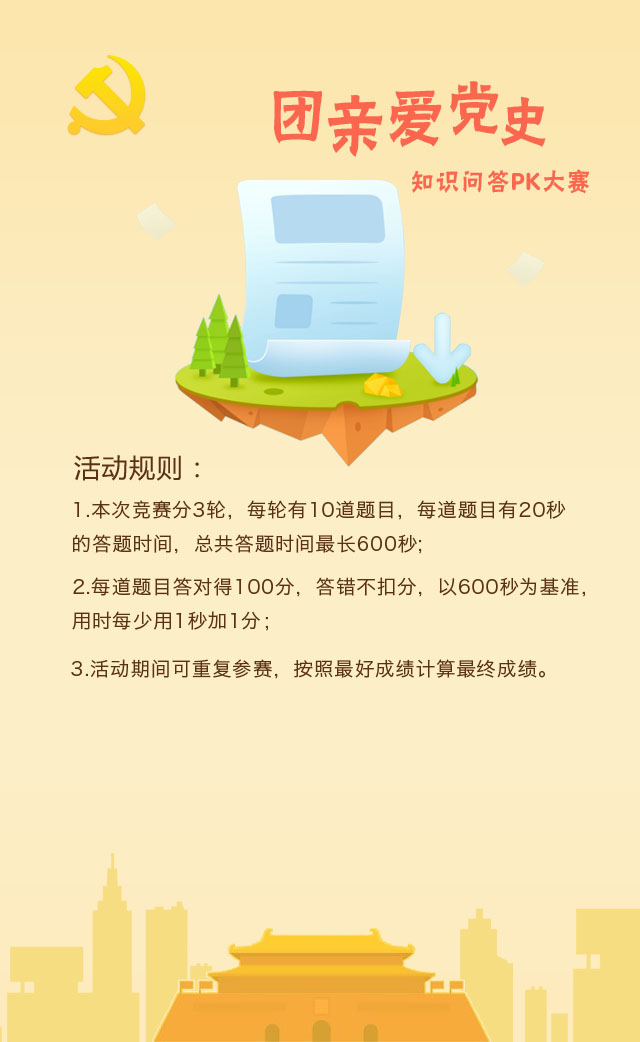 团亲爱党史
知识问答PK大赛
活动规则：
1.本次竞赛分3轮，每轮有10道题目，每道题目有20秒
的答题时间，总共答题时间最长600秒;
2.每道题目答对得100分，答错不扣分，以600秒为基准，
用时每少用1秒加1分；
3.活动期间可重复参赛，按照最好成绩计算最终成绩。